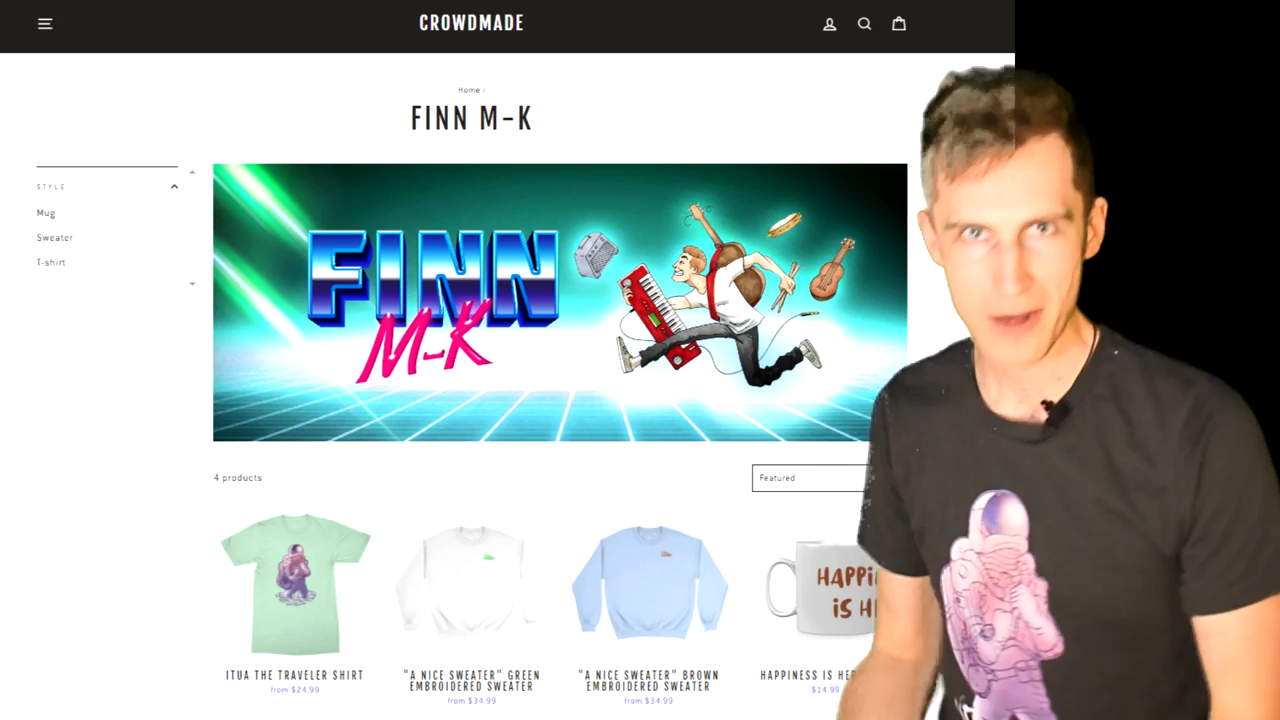 CROWDMADE
Home /
FINN M-K
STYLE
Mug
Sweater
T-shirt
FINN
M-K
4 products
Featured
HAPPI
IS H
ITUA THE TRAVELER SHIRT
from $24.99
"A NICE SWEATER" GREEN
EMBROIDERED SWEATER
from $34.99
"A NICE SWEATER" BROWN
EMBROIDERED SWEATER
from $34.99
HAPPINESS IS HE
$14.99